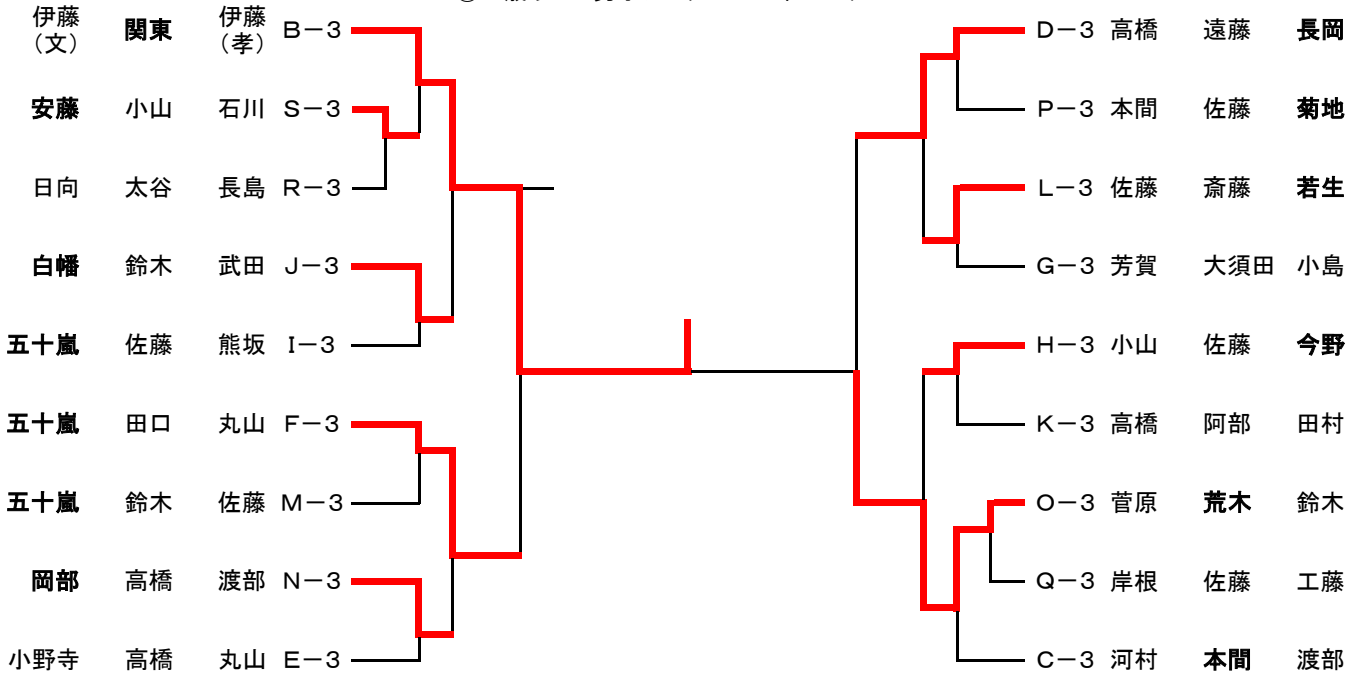 伊藤（文） 関東 伊藤（孝） B－3
安藤 小山 石川 S－3
日向 太谷 長島 R－3
白幡 鈴木 武田 J－3
五十嵐 佐藤 熊坂 I－3
五十嵐 田口 丸山 F－3
五十嵐 鈴木 佐藤 M－3
岡部 高橋 渡部 N－3
小野寺 高橋 丸山 E－3
D－3 高橋 遠藤 長岡
P－3 本間 佐藤 菊地
L－3 佐藤 斎藤 若生
G－3 芳賀 大須田 小島
H－3 小山 佐藤 今野
K－3 高橋 阿部 田村
O－3 菅原 荒木 鈴木
Q－3 岸根 佐藤 工藤
C－3 河村 本間 渡部